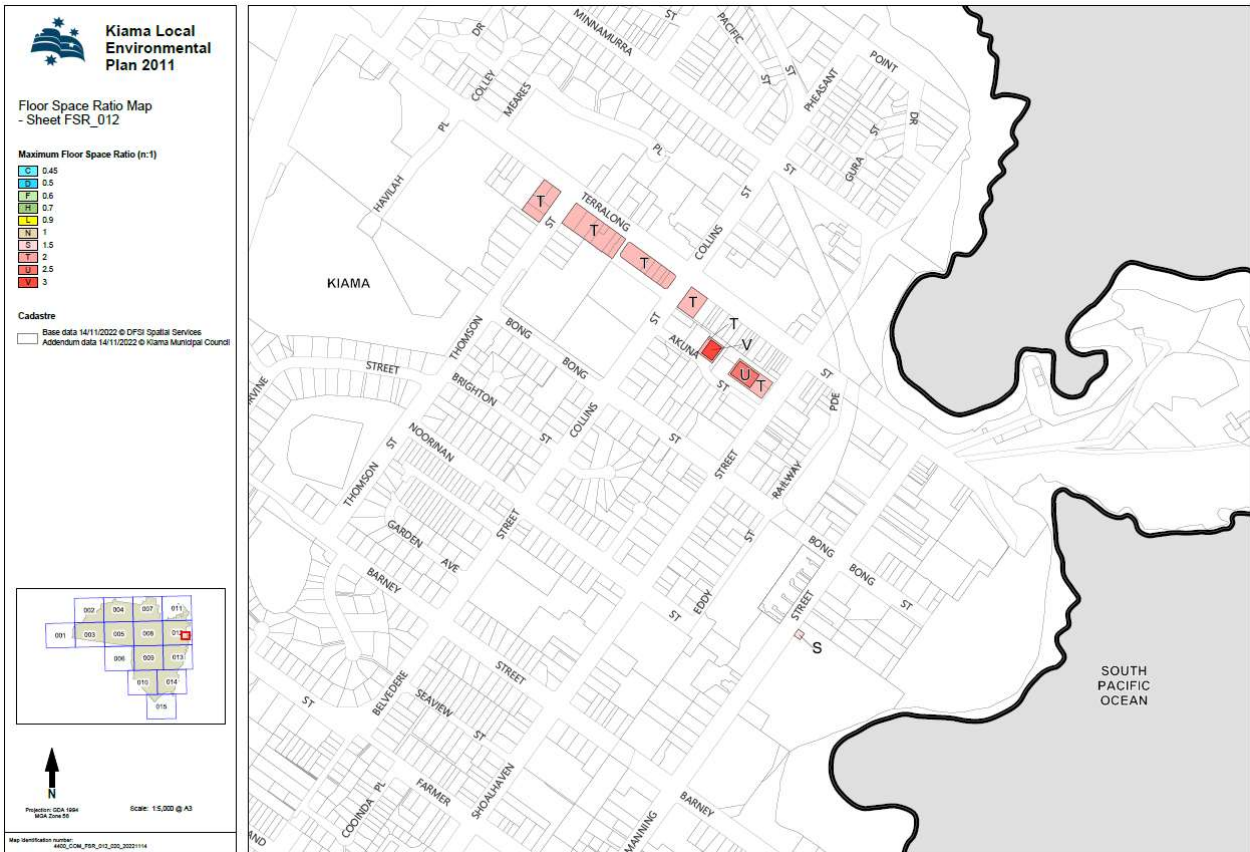 Kiama Local
Environmental
Plan 2011
Floor Space Ratio Map
- Sheet FSR_012
Maximum Floor Space Ratio (n:1)
C 0.45
D 0.5
F 0.6
H 0.7
L 0.9
N 1
S 1.5
T 2
U 2.5
V 3
Cadastre
Base data 14/11/2022 © DFSI Spatial Services
Addendum data 14/11/2022 © Kiama Municipal Council
002 004 007 011
001 003 005 008 012
006 009 013
010 014
015
N
Projection: GDA 1994
MGA Zone 56
Scale: 1:5,000 @ A3
Map identification number:
4400_COM_FSR_012_020_20221114
MINNAMURRA
ST
PACIFIC
ST
DR
COLLEY
MEARES
PL
PL
POINT
PHEASANT
ST
DR
GURA ST
ST
HAVILAH
TERRALONG
ST
COLLINS
T
T
T
T
T
V
U
T
ST
KIAMA
THOMSON
BONG
BONG
ST
AKUNA
ST
ST
PDE
STREET
IRVINE
BRIGHTON
COLLINS
ST
ST
STREET
RAILWAY
NOORINAN
ST
THOMSON
STREET
GARDEN
AVE
BARNEY
ST
ST
EDDY
BONG
BONG
ST
STREET
S
STREET
BELVEDERE
SEAVIEW
ST
ST
SOUTH
PACIFIC
OCEAN
COOINDA PL
FARMER
SHOALHAVEN
MANNING
BARNEY
AND